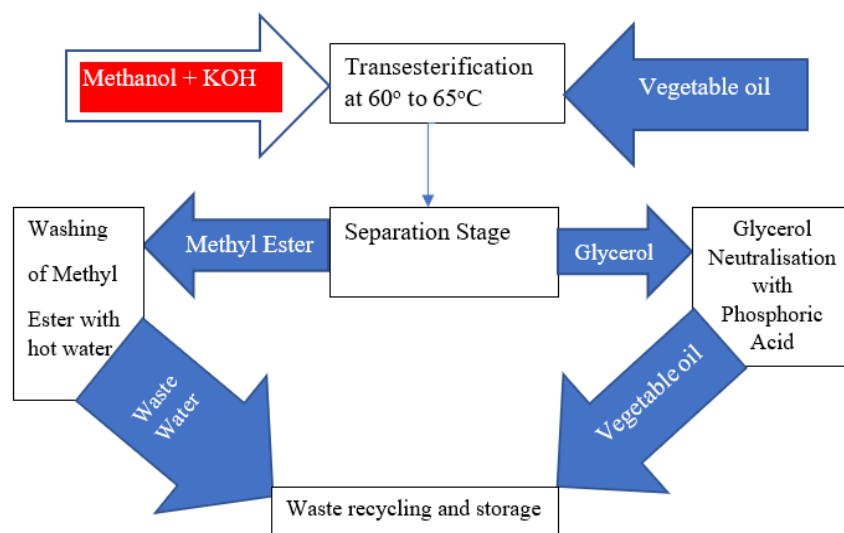 Methanol + KOH
Transesterification
at 60° to 65°C
Vegetable oil
Washing
of Methyl
Ester with
hot water
Methyl Ester
Separation Stage
Glycerol
Glycerol
Neutralisation
with
Phosphoric
Acid
Waste
Water
Vegetable oil
Waste recycling and storage